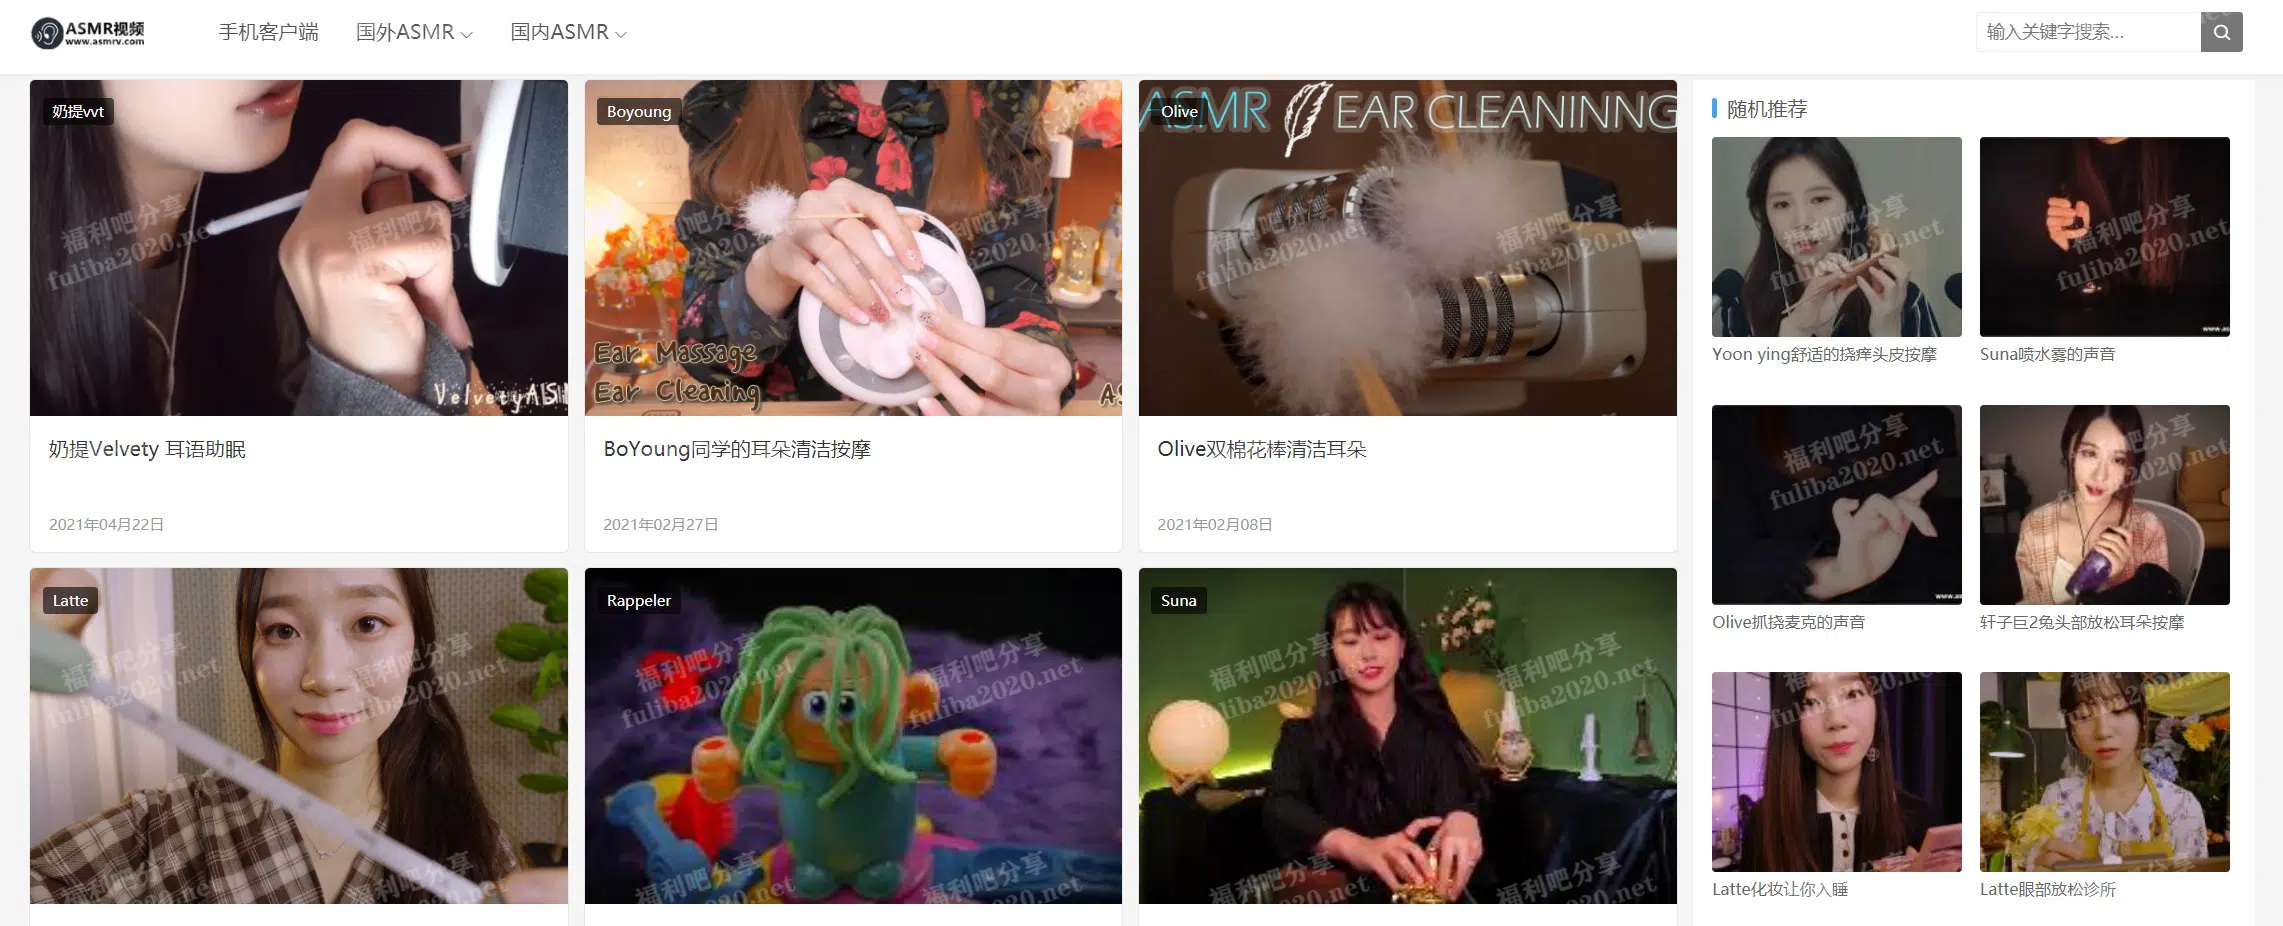 ASMR视频
www.asmrv.com
手机客户端
国外ASMR
国内ASMR
输入关键字搜索...
奶提vvt
VelvetyAS
福利吧分享
fuliba2020.net
奶提Velvety 耳语助眠
2021年04月22日
Boyoung
Ear Massage
Ear Cleaning
AS
BoYoung同学的耳朵清洁按摩
2021年02月27日
Olive
ASMR EAR CLEANINNG
Olive双棉花棒清洁耳朵
2021年02月08日
Latte
Rappeler
Suna
随机推荐
Yoon ying舒适的挠痒头皮按摩
Suna喷水雾的声音
Olive抓挠麦克的声音
轩子巨2兔头部放松耳朵按摩
Latte化妆让你入睡
Latte眼部放松诊所